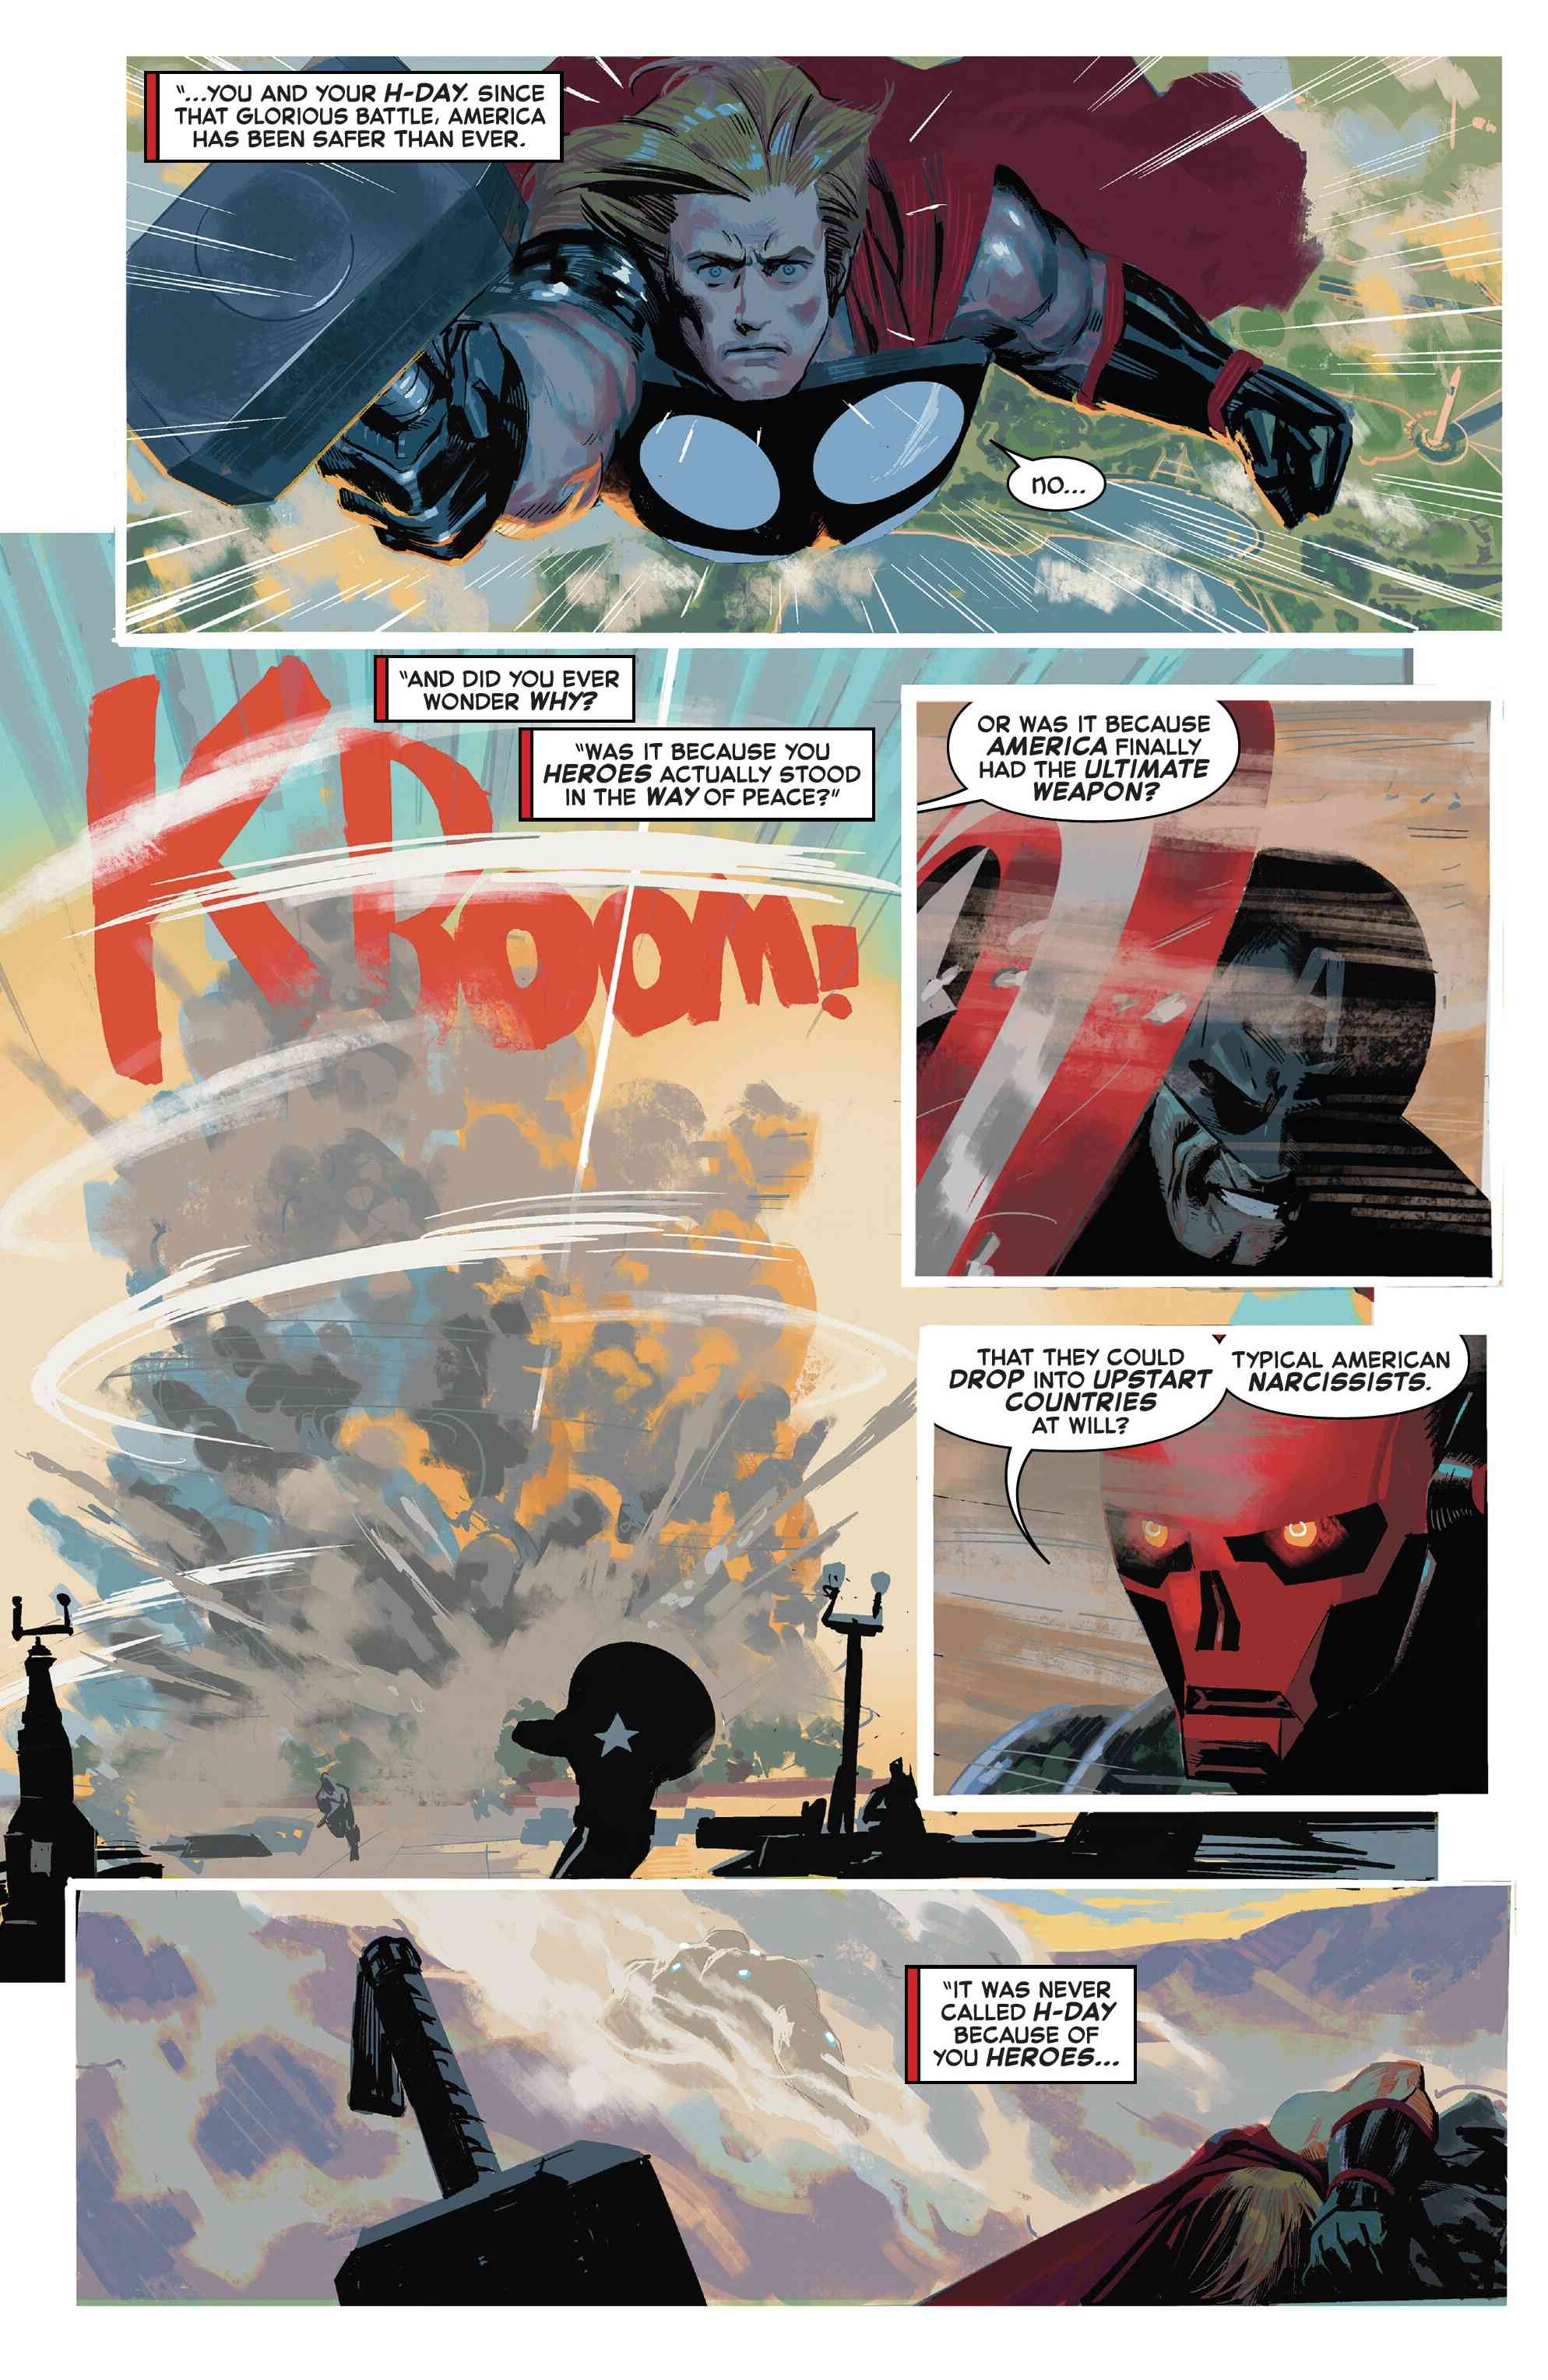 "...YOU AND YOUR H-DAY. SINCE
THAT GLORIOUS BATTLE, AMERICA
HAS BEEN SAFER THAN EVER.
NO...
"AND DID YOU EVER
WONDER WHY?
"WAS IT BECAUSE YOU
HEROES ACTUALLY STOOD
IN THE WAY OF PEACE?"
KBOOM!
OR WAS IT BECAUSE
AMERICA FINALLY
HAD THE ULTIMATE
WEAPON?
THAT THEY COULD
DROP INTO UPSTART
COUNTRIES
AT WILL?
TYPICAL AMERICAN
NARCISSISTS.
"IT WAS NEVER
CALLED H-DAY
BECAUSE OF
YOU HEROES...